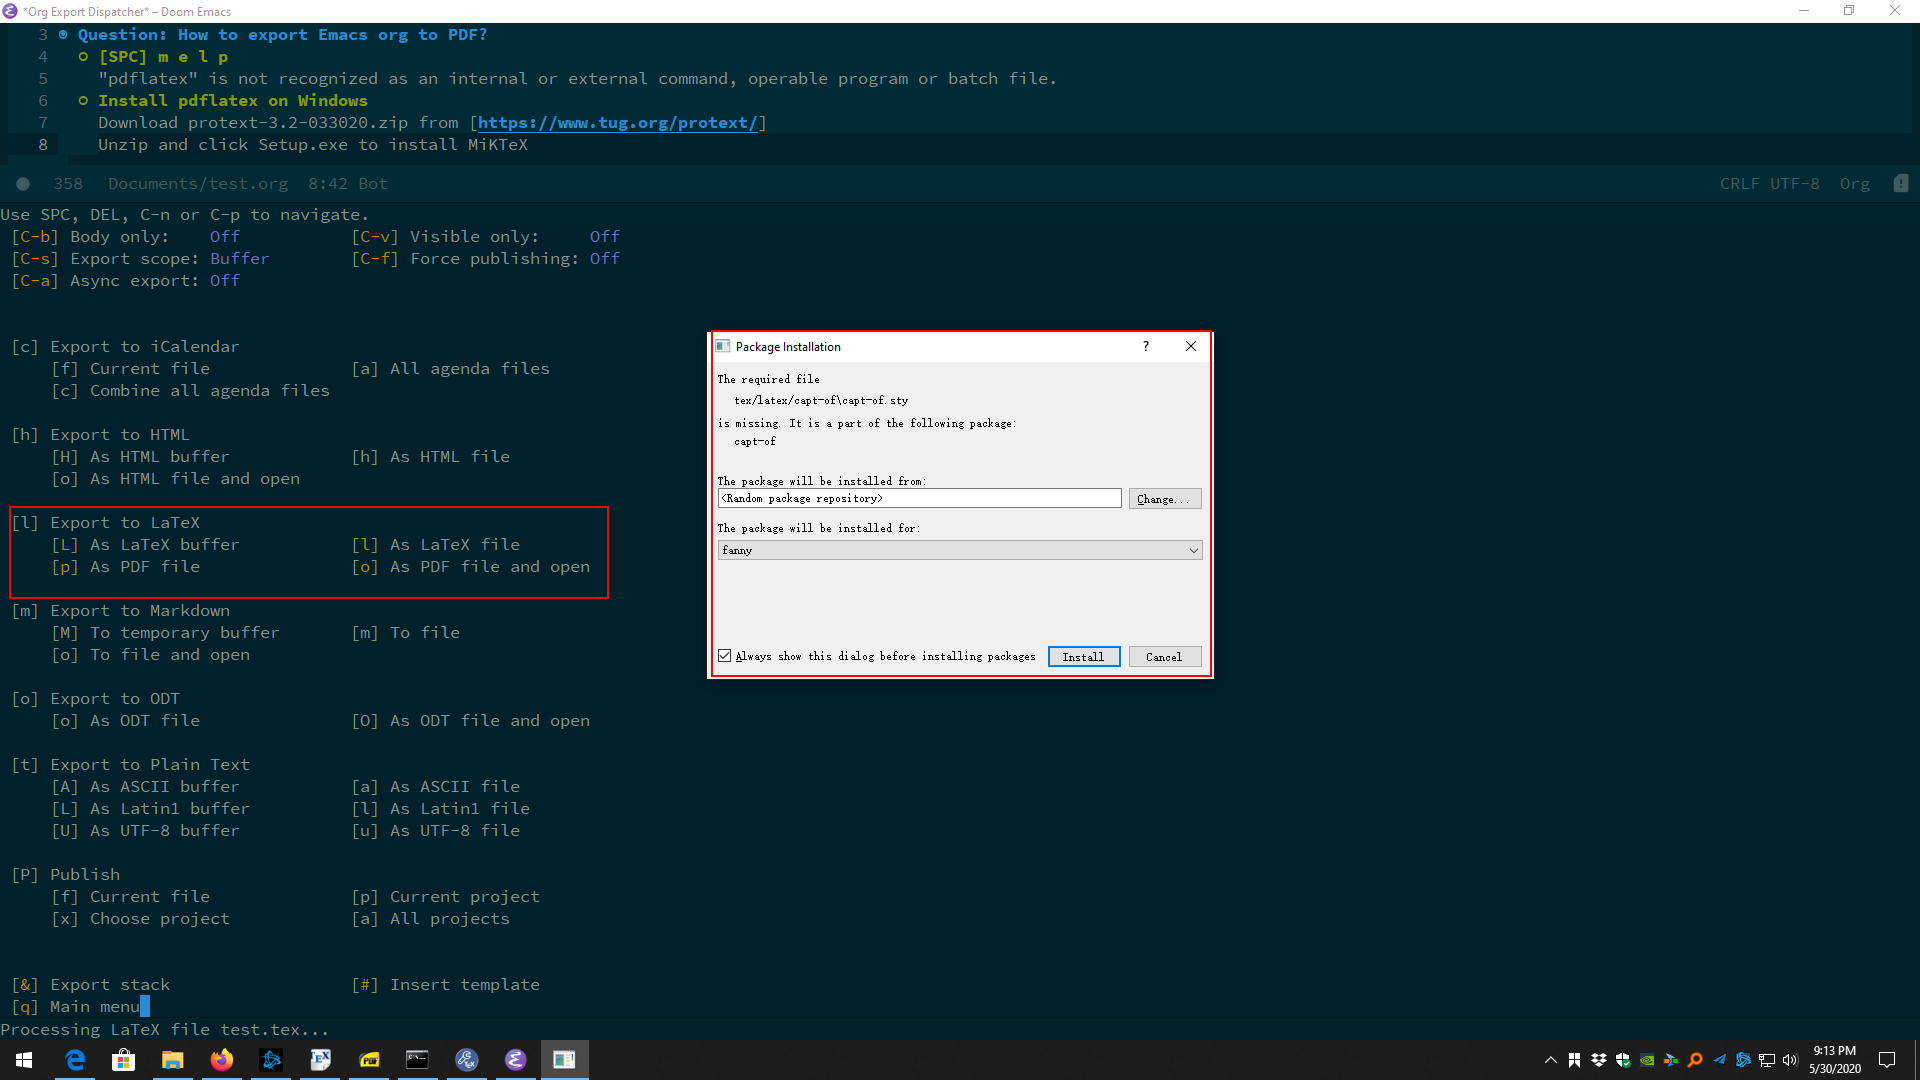 *Org Export Dispatcher* – Doom Emacs
3 Question: How to export Emacs org to PDF?
4 [SPC] m e l p
5 "pdflatex" is not recognized as an internal or external command, operable program or batch file.
6 Install pdflatex on Windows
7 Download protext-3.2-033020.zip from [https://www.tug.org/protext/]
8 Unzip and click Setup.exe to install MiKTeX
358 Documents/test.org 8:42 Bot CRLF UTF-8 Org
Use SPC, DEL, C-n or C-p to navigate.
[C-b] Body only: Off [C-v] Visible only: Off
[C-s] Export scope: Buffer [C-f] Force publishing: Off
[C-a] Async export: Off
[c] Export to iCalendar
[f] Current file [a] All agenda files
[c] Combine all agenda files
[h] Export to HTML
[H] As HTML buffer [h] As HTML file
[o] As HTML file and open
[l] Export to LaTeX
[L] As LaTeX buffer [l] As LaTeX file
[p] As PDF file [o] As PDF file and open
[m] Export to Markdown
[M] To temporary buffer [m] To file
[o] To file and open
[o] Export to ODT
[o] As ODT file [O] As ODT file and open
[t] Export to Plain Text
[A] As ASCII buffer [a] As ASCII file
[L] As Latin1 buffer [l] As Latin1 file
[U] As UTF-8 buffer [u] As UTF-8 file
[P] Publish
[f] Current file [p] Current project
[x] Choose project [a] All projects
[&] Export stack [#] Insert template
[q] Main menu
Processing LaTeX file test.tex...
Package Installation
?
The required file
tex/latex/capt-of\capt-of.sty
is missing. It is a part of the following package:
capt-of
The package will be installed from:
<Random package repository> Change...
The package will be installed for:
fanny
Always show this dialog before installing packages Install Cancel
TEX
PDF
9:13 PM
5/30/2020